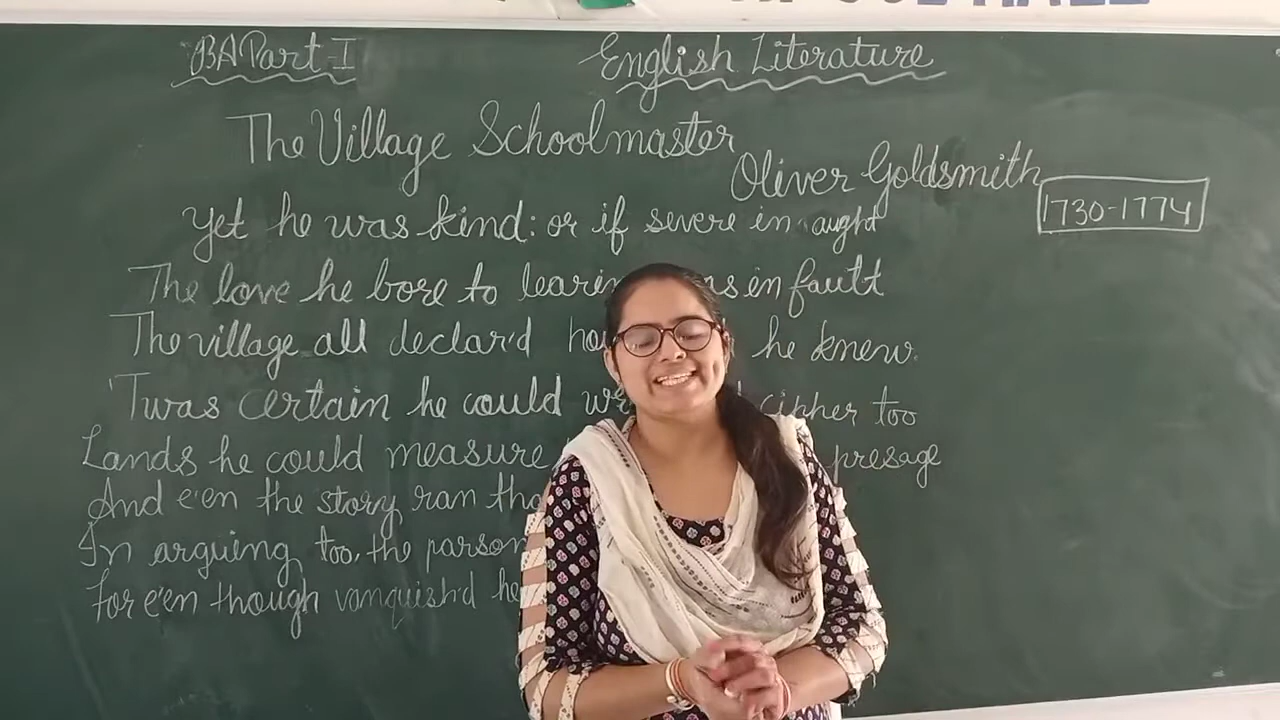 BA Part-I
English Literature
The Village Schoolmaster
Oliver Goldsmith
1730-1774
Yet he was kind: or if severe in aught
The love he bore to in fault
The village all declar'd he knew.
'Twas certain he could cipher too
Lands he could measure presage
And e'en the story ran
In arguing too, the parson
For e'en though vanquish'd he